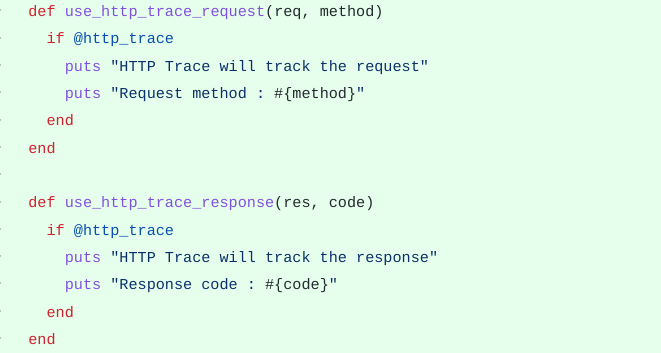 def use_http_trace_request(req, method)
if @http_trace
puts "HTTP Trace will track the request"
puts "Request method : #{method}"
end
end
def use_http_trace_response(res, code)
if @http_trace
puts "HTTP Trace will track the response"
puts "Response code : #{code}"
end
end